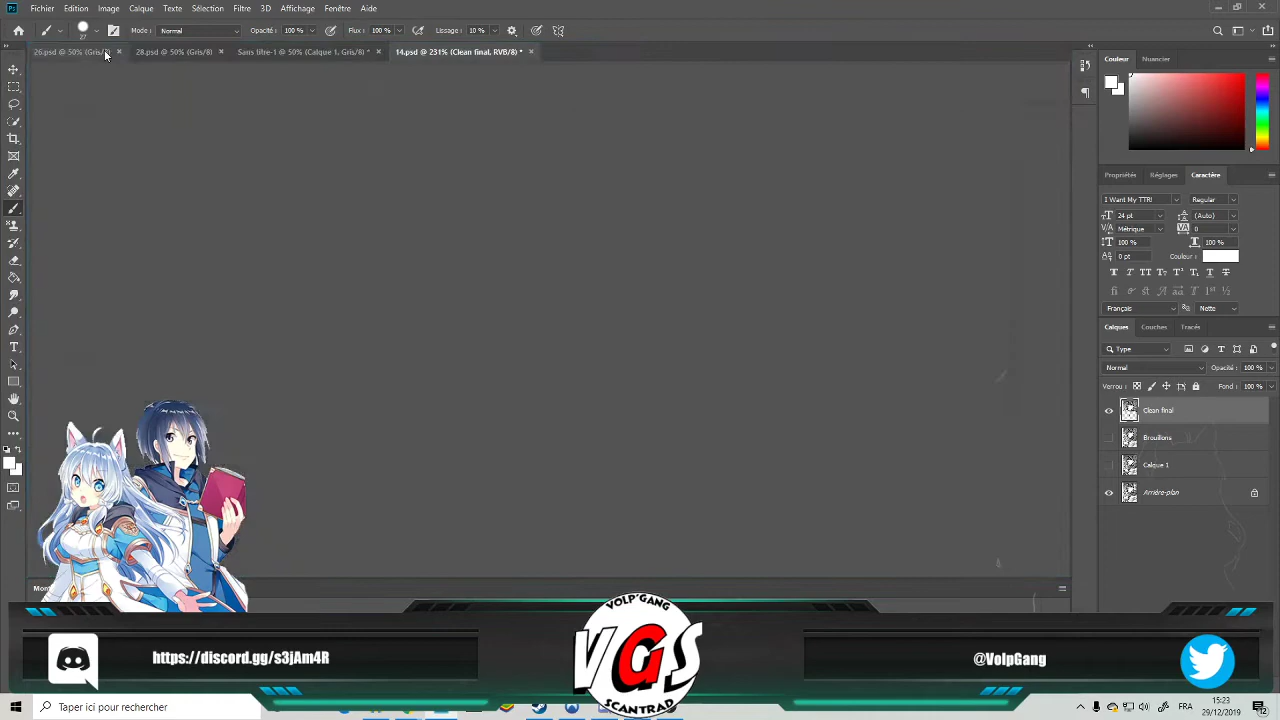 Ps Fichier Edition Image Calque Texte Sélection Filtre 3D Affichage Fenêtre Aide
27 Mode : Normal Opacité : 100 % Flux : 100 % Lissage : 10 %
26.psd @ 50% (Gris/8) × 28.psd @ 50% (Gris/8) × Sans titre-1 @ 50% (Calque 1, Gris/8) * × 14.psd @ 231% (Clean final, RVB/8) * ×
Couleur Nuancier
Propriétés Réglages Caractère
I Want My TTR! Regular
24 pt (Auto)
Métrique 0
100 % 100 %
0 pt Couleur :
Français Nette
Calques Couches Tracés
Type
Normal Opacité : 100 %
Verrou : Fond : 100 %
Clean final
Brouillons
Calque 1
Arrière-plan
VOLP'GANG
VGS
SCANTRAD
https://discord.gg/s3jAm4R
@VolpGang
Taper ici pour rechercher
FRA
15:23
29/12/2019